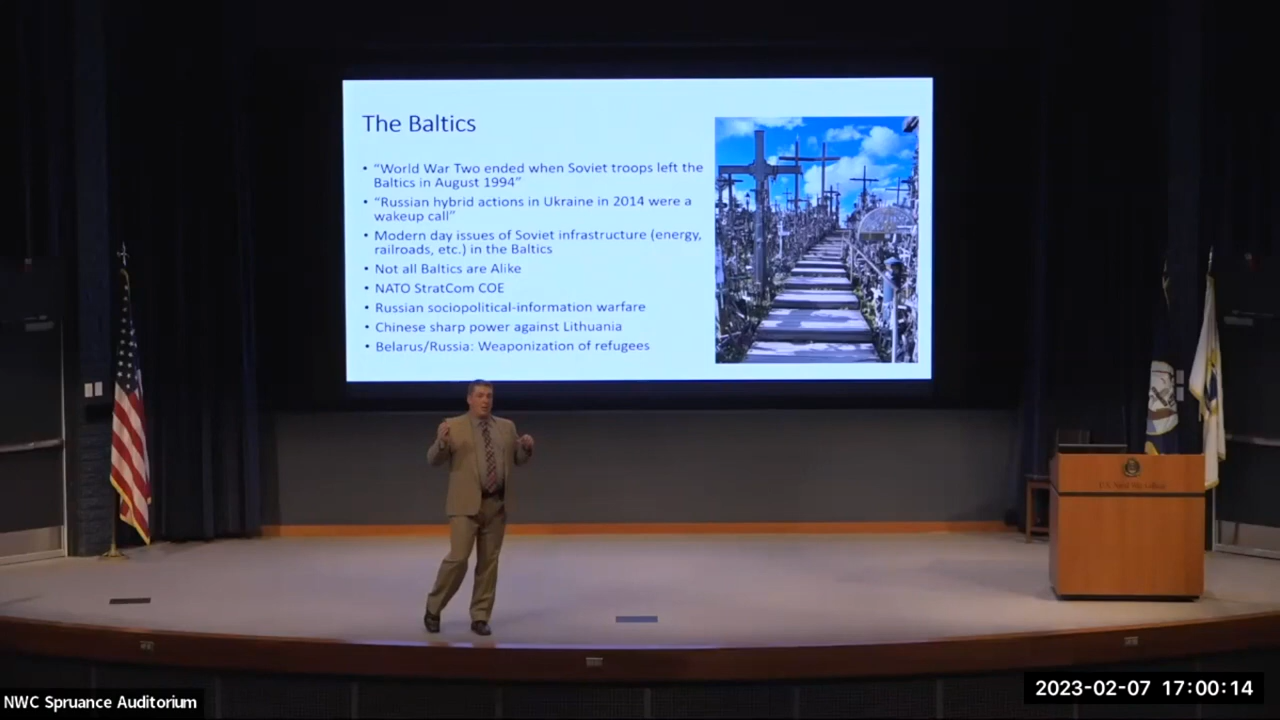 The Baltics
• “World War Two ended when Soviet troops left the
Baltics in August 1994”
• “Russian hybrid actions in Ukraine in 2014 were a
wakeup call”
• Modern day issues of Soviet infrastructure (energy,
railroads, etc.) in the Baltics
• Not all Baltics are Alike
• NATO StratCom COE
• Russian sociopolitical-information warfare
• Chinese sharp power against Lithuania
• Belarus/Russia: Weaponization of refugees
NWC Spruance Auditorium
2023-02-07 17:00:14